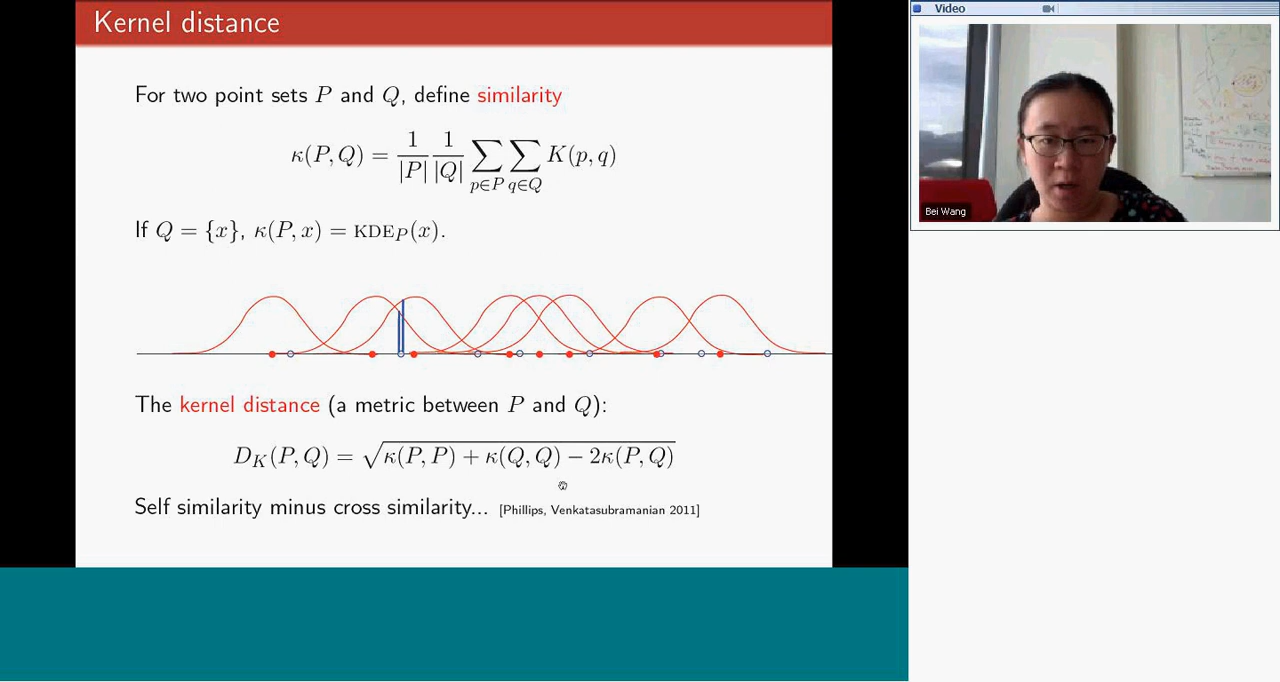 Kernel distance
For two point sets P and Q, define similarity
κ(P, Q) = 1/|P| 1/|Q| ∑_{p∈P} ∑_{q∈Q} K(p, q)
If Q = {x}, κ(P, x) = KDE_P(x).
The kernel distance (a metric between P and Q):
D_K(P, Q) = √(κ(P, P) + κ(Q, Q) − 2κ(P, Q))
Self similarity minus cross similarity... [Phillips, Venkatasubramanian 2011]
Video
Bei Wang